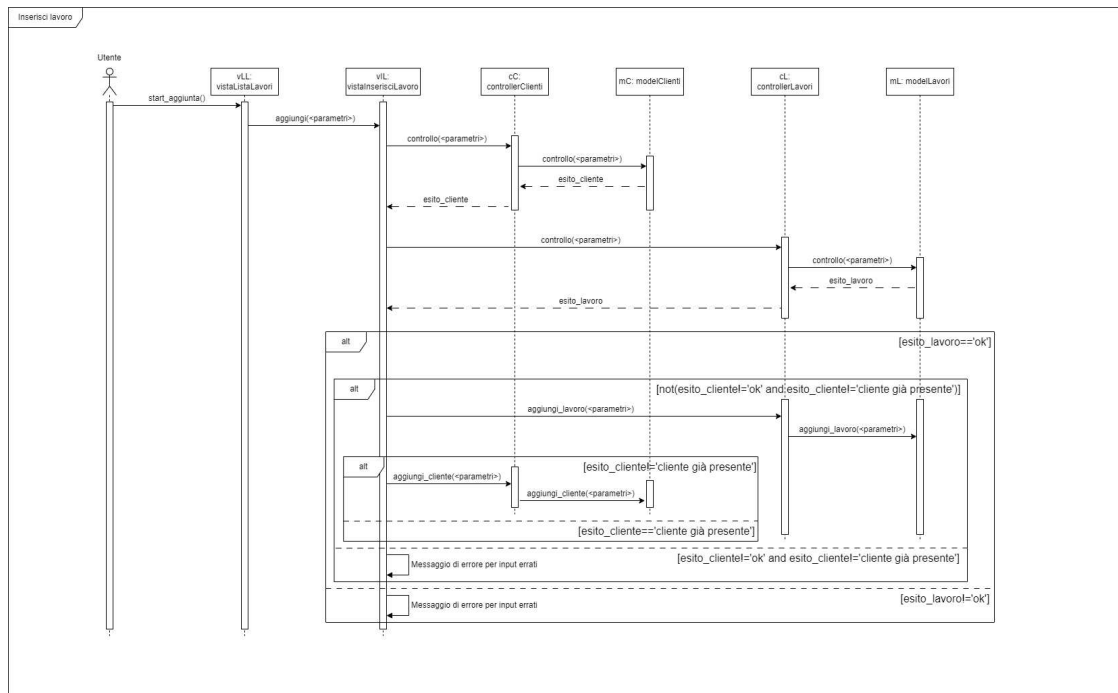 Inserisci lavoro
Utente
vLL:
vistaListaLavori
vIL:
vistaInserisciLavoro
cC:
controllerClienti
mC: modelClienti
cL:
controllerLavori
mL: modelLavori
start_aggiunta()
aggiungi(<parametri>)
controllo(<parametri>)
controllo(<parametri>)
esito_cliente
esito_cliente
controllo(<parametri>)
controllo(<parametri>)
esito_lavoro
esito_lavoro
alt
[esito_lavoro=='ok']
alt
[not(esito_cliente!='ok' and esito_cliente!='cliente già presente')]
aggiungi_lavoro(<parametri>)
aggiungi_lavoro(<parametri>)
alt
[esito_cliente!='cliente già presente']
aggiungi_cliente(<parametri>)
aggiungi_cliente(<parametri>)
[esito_cliente=='cliente già presente']
[esito_cliente!='ok' and esito_cliente!='cliente già presente']
Messaggio di errore per input errati
[esito_lavoro!='ok']
Messaggio di errore per input errati